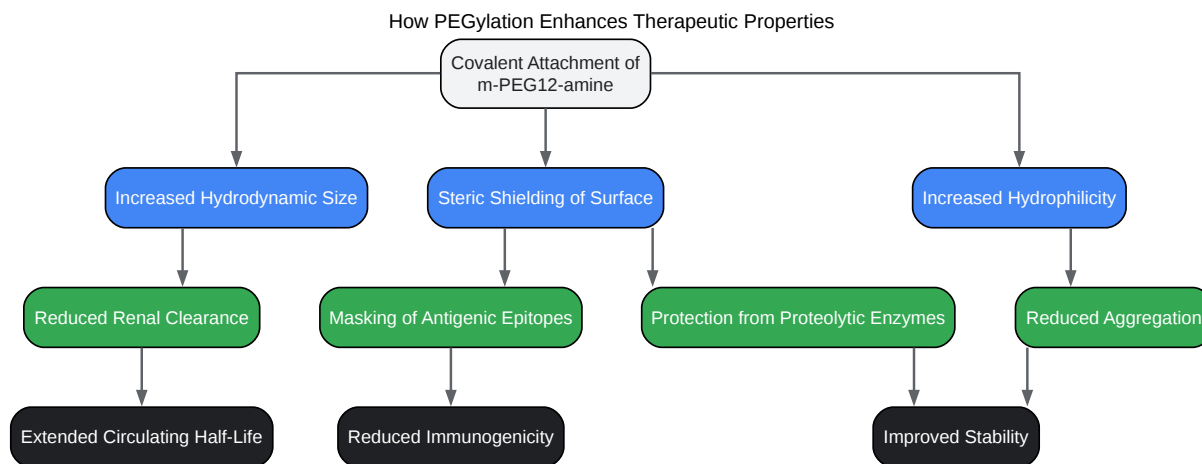 How PEGylation Enhances Therapeutic Properties
Covalent Attachment of
m-PEG12-amine
Increased Hydrodynamic Size
Steric Shielding of Surface
Increased Hydrophilicity
Reduced Renal Clearance
Masking of Antigenic Epitopes
Protection from Proteolytic Enzymes
Reduced Aggregation
Extended Circulating Half-Life
Reduced Immunogenicity
Improved Stability